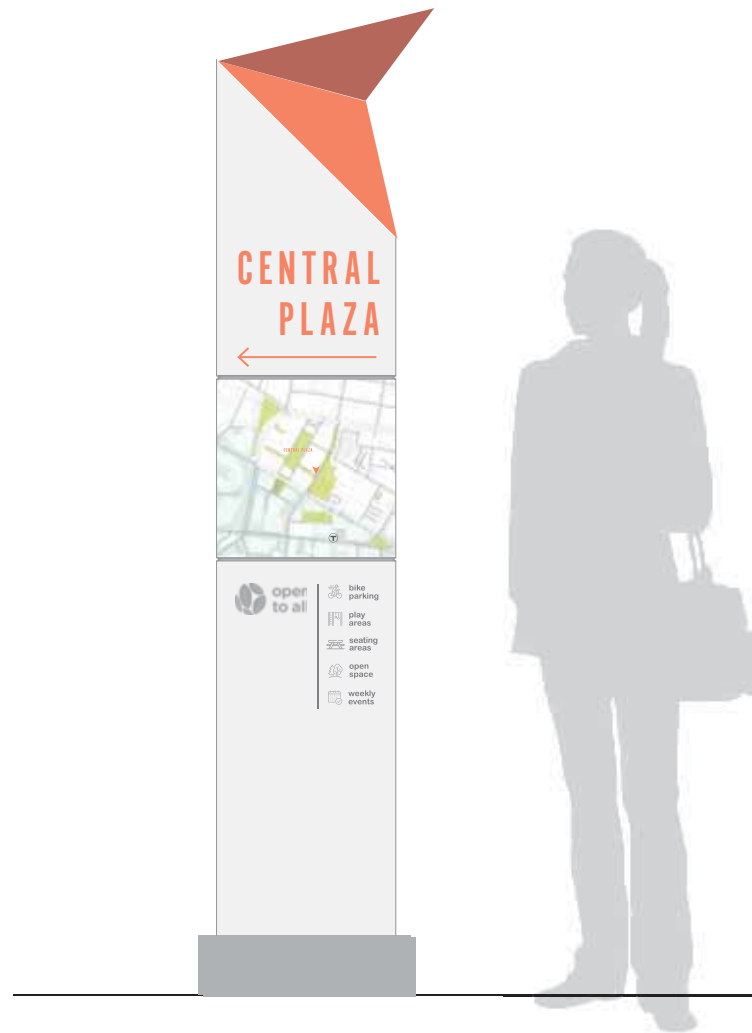 CENTRAL
PLAZA
T
open
to all
bike
parking
play
areas
seating
areas
open
space
weekly
events